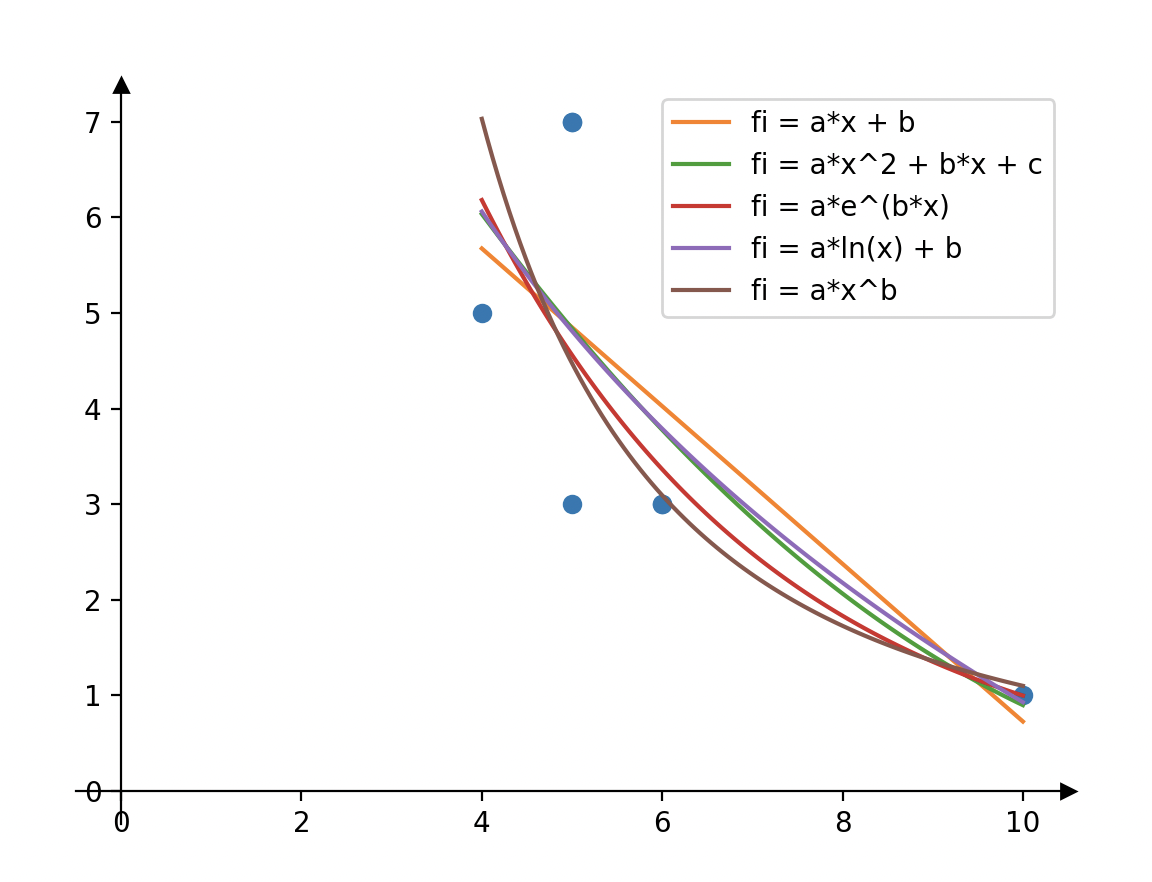 7
6
5
4
3
2
1
0
0 2 4 6 8 10
fi = a*x + b
fi = a*x^2 + b*x + c
fi = a*e^(b*x)
fi = a*ln(x) + b
fi = a*x^b